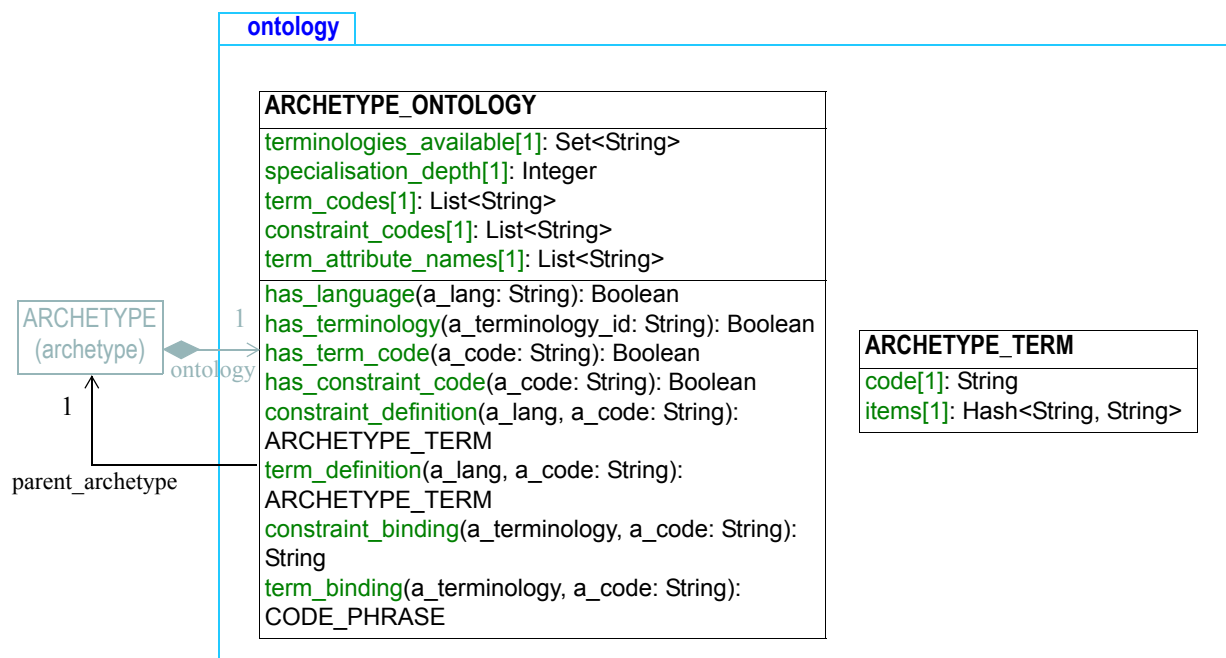 ontology
ARCHETYPE_ONTOLOGY
terminologies_available[1]: Set<String>
specialisation_depth[1]: Integer
term_codes[1]: List<String>
constraint_codes[1]: List<String>
term_attribute_names[1]: List<String>
has_language(a_lang: String): Boolean
has_terminology(a_terminology_id: String): Boolean
has_term_code(a_code: String): Boolean
has_constraint_code(a_code: String): Boolean
constraint_definition(a_lang, a_code: String):
ARCHETYPE_TERM
term_definition(a_lang, a_code: String):
ARCHETYPE_TERM
constraint_binding(a_terminology, a_code: String):
String
term_binding(a_terminology, a_code: String):
CODE_PHRASE
ARCHETYPE
(archetype)
1
ontology
1
parent_archetype
ARCHETYPE_TERM
code[1]: String
items[1]: Hash<String, String>